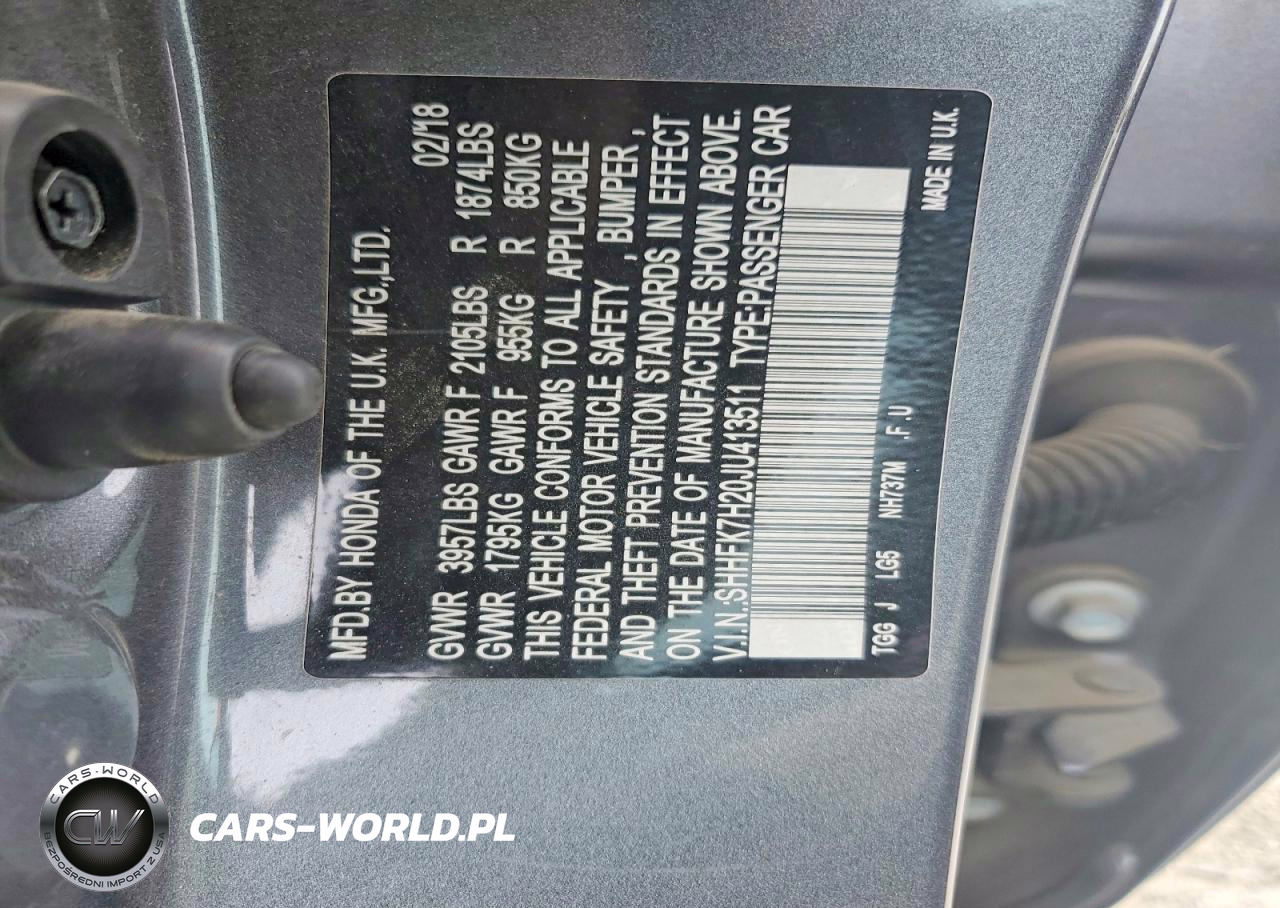 MFD.BY HONDA OF THE U.K. MFG.,LTD.
02/18
GVWR 3957LBS GAWR F 2105LBS R 1874LBS
GVWR 1795KG GAWR F 955KG R 850KG
THIS VEHICLE CONFORMS TO ALL APPLICABLE
FEDERAL MOTOR VEHICLE SAFETY , BUMPER ,
AND THEFT PREVENTION STANDARDS IN EFFECT
ON THE DATE OF MANUFACTURE SHOWN ABOVE.
V.I.N.:SHHFK7H20JU413511 TYPE:PASSENGER CAR
TGG J LG5 NH737M .F .U
MADE IN U.K.
CARS-WORLD
CW
BEZPOŚREDNI IMPORT Z USA
CARS-WORLD.PL